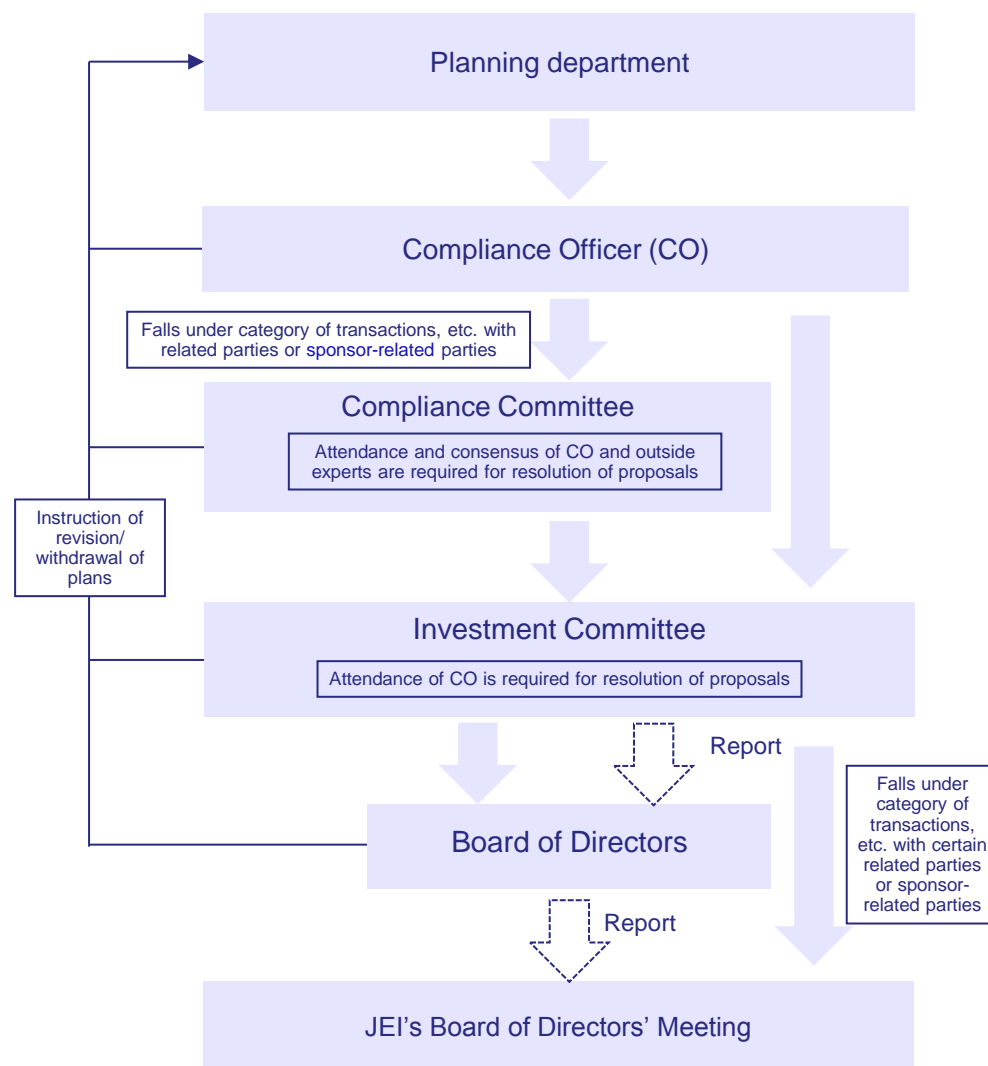 Planning department
Compliance Officer (CO)
Falls under category of transactions, etc. with
related parties or sponsor-related parties
Compliance Committee
Attendance and consensus of CO and outside
experts are required for resolution of proposals
Instruction of
revision/
withdrawal of
plans
Investment Committee
Attendance of CO is required for resolution of proposals
Report
Falls under
category of
transactions,
etc. with certain
related parties
or sponsor-
related parties
Board of Directors
Report
JEI’s Board of Directors’ Meeting